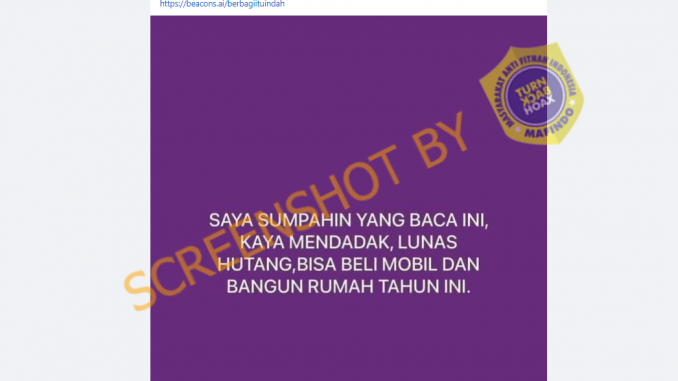 https://beacons.ai/berbagiituindah
MASYARAKAT ANTI FITNAH INDONESIA
TURN
BACK
HOAX
MAFINDO
SCREENSHOT BY
SAYA SUMPAHIN YANG BACA INI,
KAYA MENDADAK, LUNAS
HUTANG,BISA BELI MOBIL DAN
BANGUN RUMAH TAHUN INI.